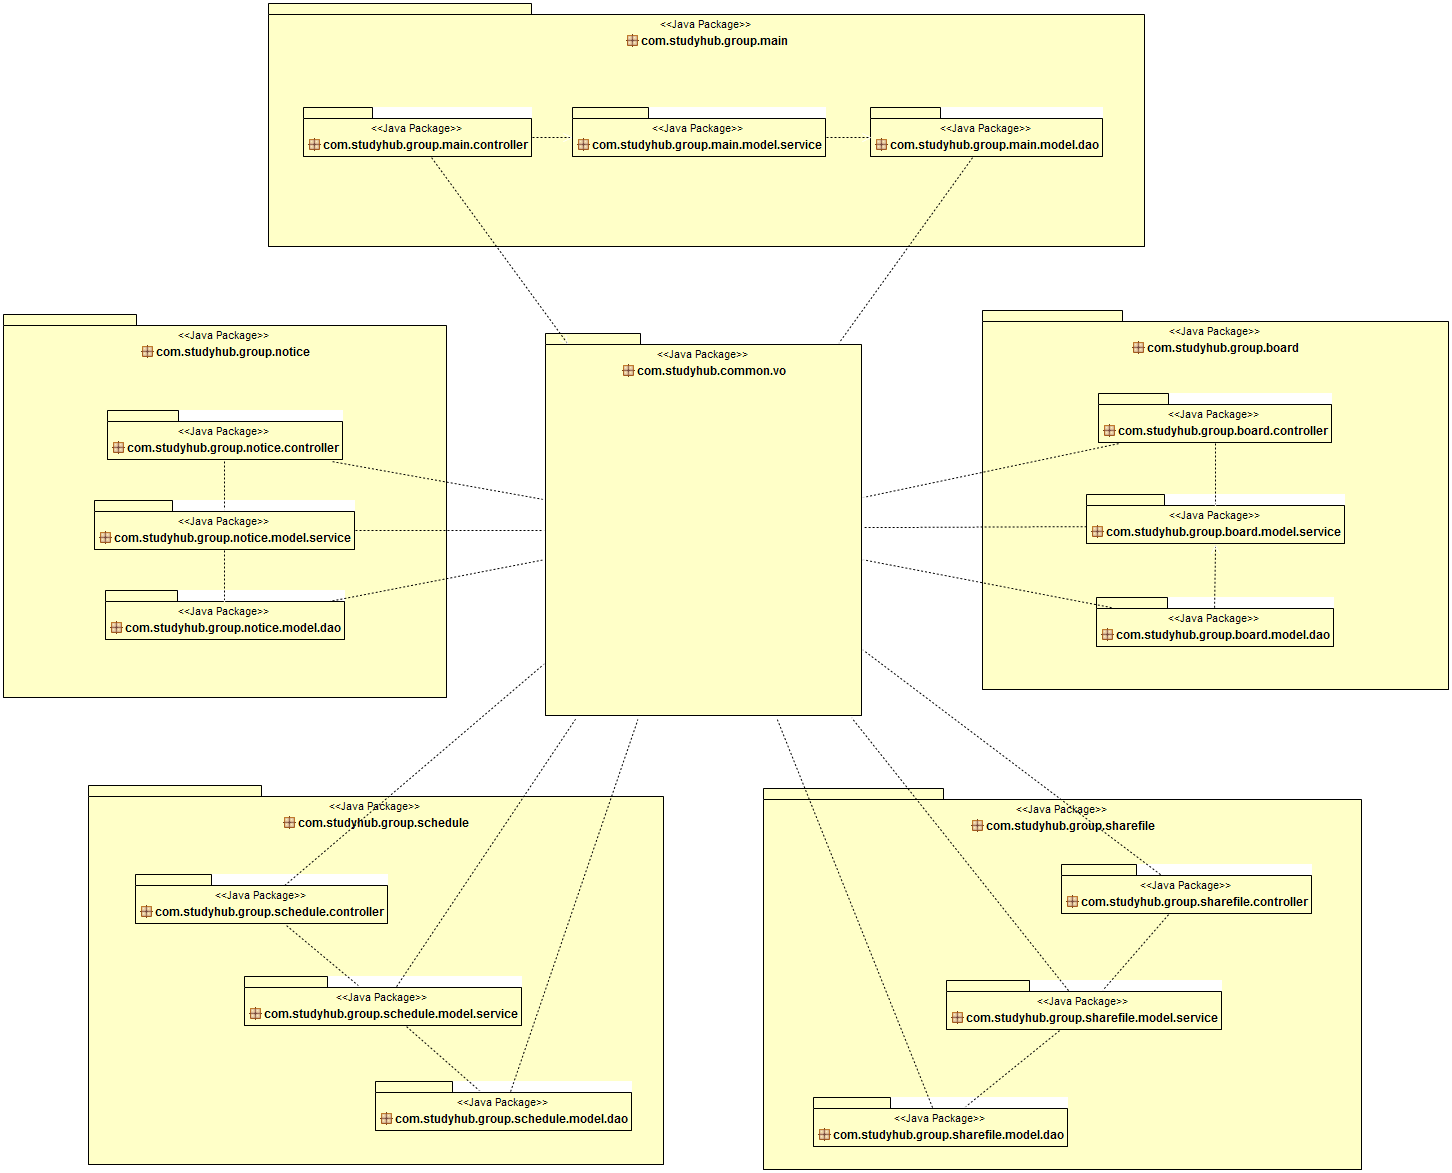 <<Java Package>>
com.studyhub.group.main
<<Java Package>>
com.studyhub.group.main.controller
<<Java Package>>
com.studyhub.group.main.model.service
<<Java Package>>
com.studyhub.group.main.model.dao
<<Java Package>>
com.studyhub.group.notice
<<Java Package>>
com.studyhub.group.notice.controller
<<Java Package>>
com.studyhub.group.notice.model.service
<<Java Package>>
com.studyhub.group.notice.model.dao
<<Java Package>>
com.studyhub.common.vo
<<Java Package>>
com.studyhub.group.board
<<Java Package>>
com.studyhub.group.board.controller
<<Java Package>>
com.studyhub.group.board.model.service
<<Java Package>>
com.studyhub.group.board.model.dao
<<Java Package>>
com.studyhub.group.schedule
<<Java Package>>
com.studyhub.group.schedule.controller
<<Java Package>>
com.studyhub.group.schedule.model.service
<<Java Package>>
com.studyhub.group.schedule.model.dao
<<Java Package>>
com.studyhub.group.sharefile
<<Java Package>>
com.studyhub.group.sharefile.controller
<<Java Package>>
com.studyhub.group.sharefile.model.service
<<Java Package>>
com.studyhub.group.sharefile.model.dao